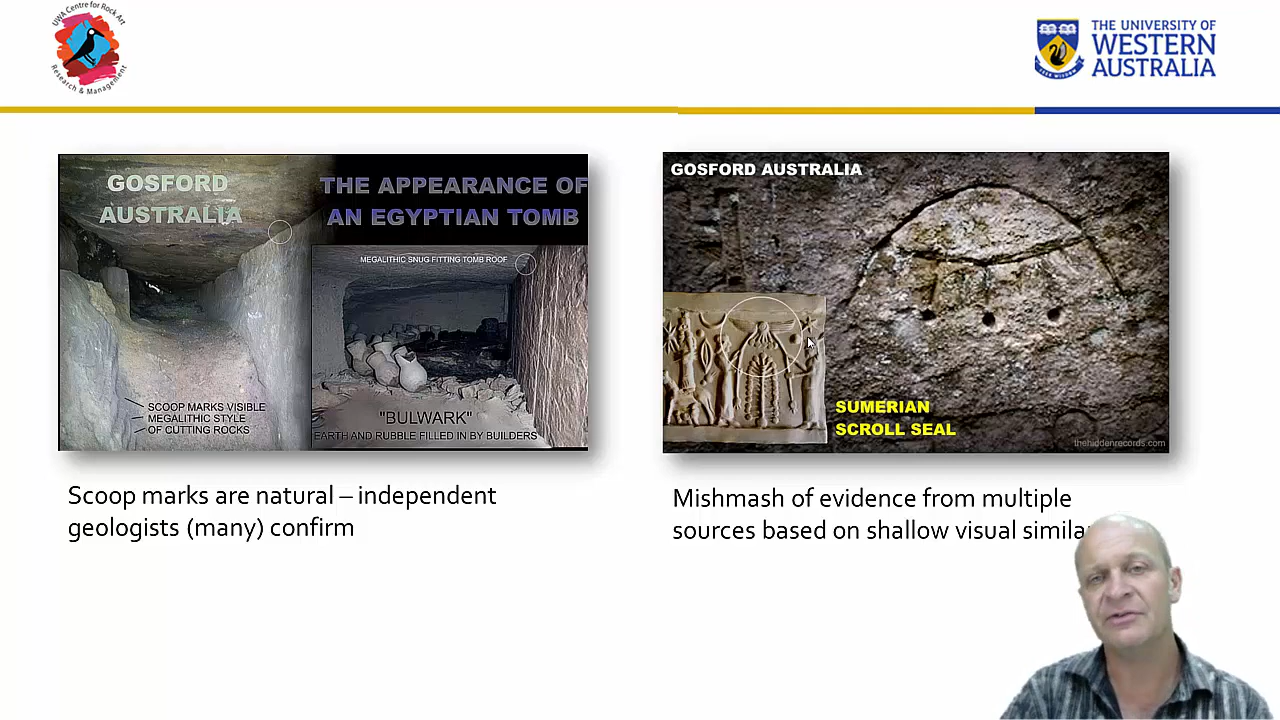 UWA Centre for Rock Art
Research & Management
THE UNIVERSITY OF
WESTERN
AUSTRALIA
GOSFORD
AUSTRALIA
THE APPEARANCE OF
AN EGYPTIAN TOMB
MEGALITHIC SNUG FITTING TOMB ROOF
SCOOP MARKS VISIBLE
MEGALITHIC STYLE
OF CUTTING ROCKS
"BULWARK"
EARTH AND RUBBLE FILLED IN BY BUILDERS
GOSFORD AUSTRALIA
SUMERIAN
SCROLL SEAL
thehiddenrecords.com
Scoop marks are natural – independent
geologists (many) confirm
Mishmash of evidence from multiple
sources based on shallow visual simila